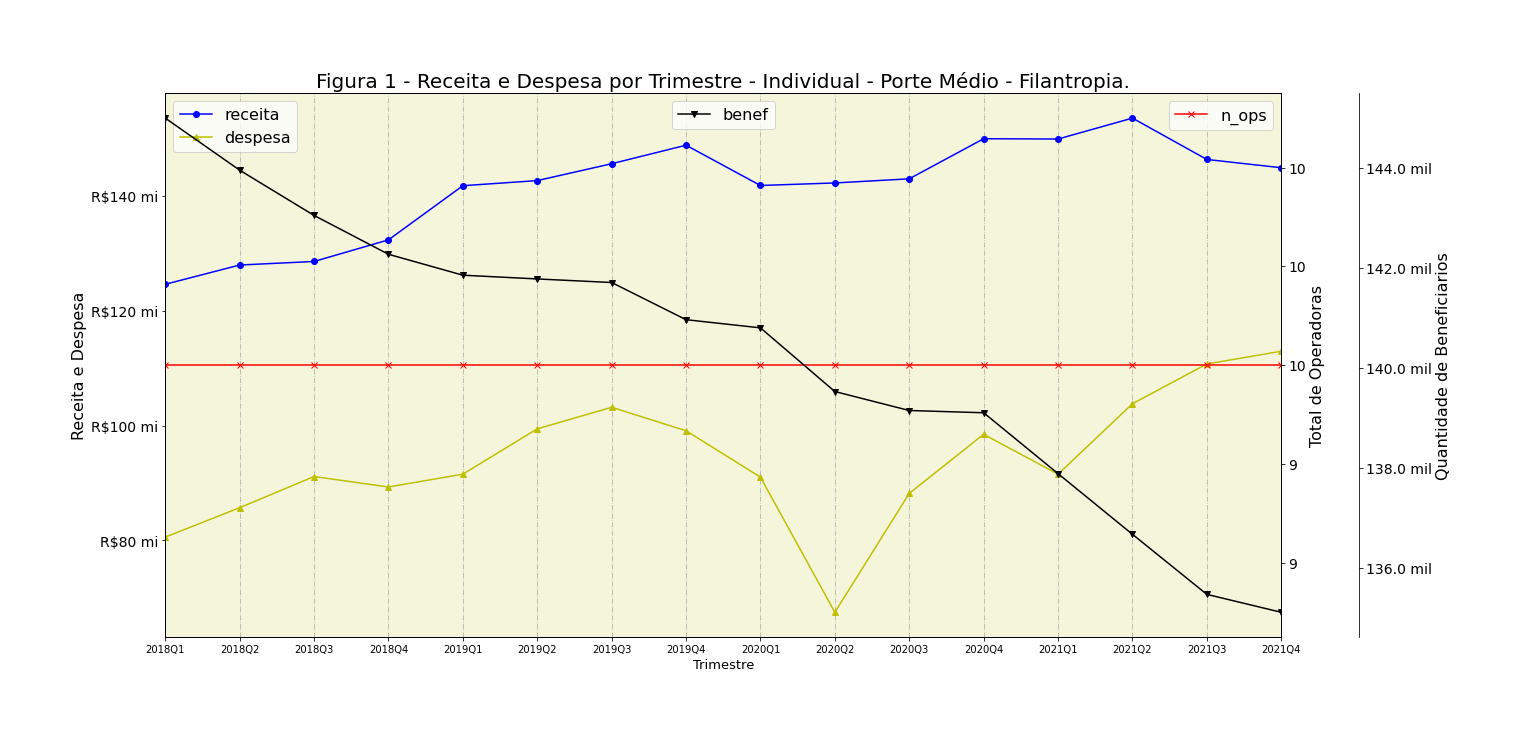 Figura 1 - Receita e Despesa por Trimestre - Individual - Porte Médio - Filantropia.
receita
despesa
benef
n_ops
Receita e Despesa
R$140 mi
R$120 mi
R$100 mi
R$80 mi
10
10
10
9
9
Total de Operadoras
144.0 mil
142.0 mil
140.0 mil
138.0 mil
136.0 mil
Quantidade de Beneficiarios
2018Q1 2018Q2 2018Q3 2018Q4 2019Q1 2019Q2 2019Q3 2019Q4 2020Q1 2020Q2 2020Q3 2020Q4 2021Q1 2021Q2 2021Q3 2021Q4
Trimestre